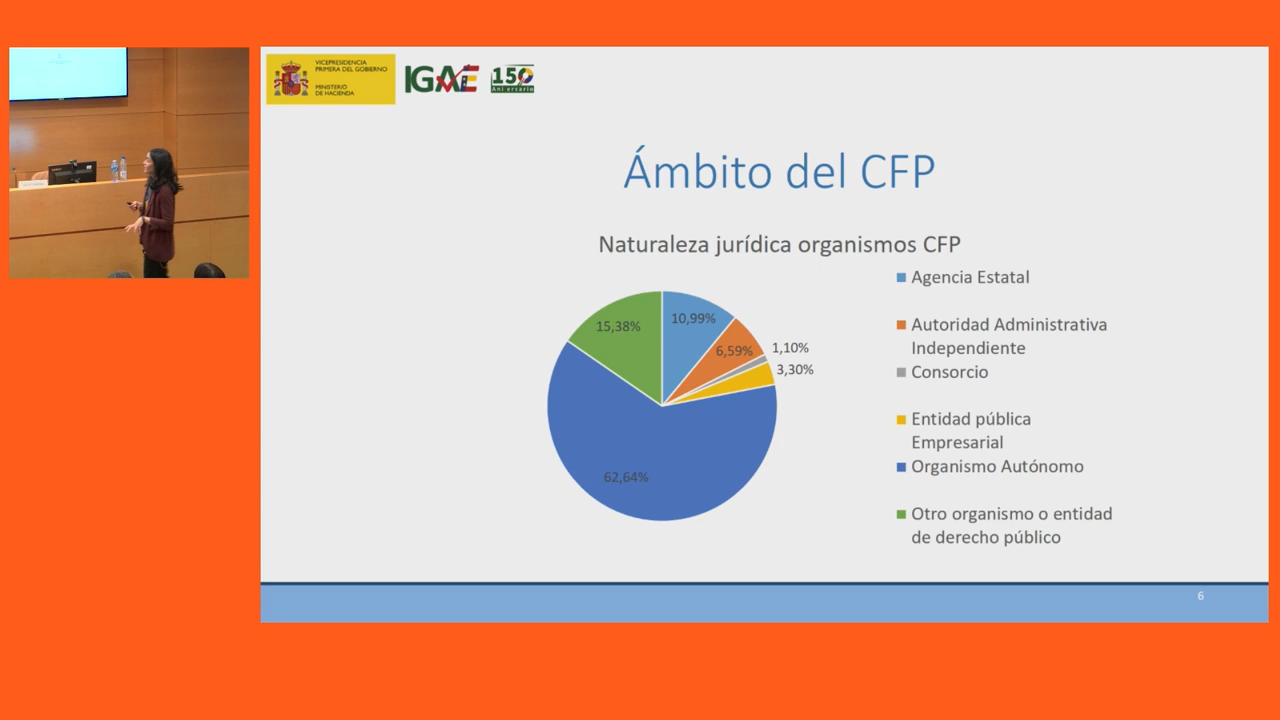 VICEPRESIDENCIA
PRIMERA DEL GOBIERNO
MINISTERIO
DE HACIENDA
IGAE
150
Aniversario
Ámbito del CFP
Naturaleza jurídica organismos CFP
10,99%
6,59%
1,10%
3,30%
62,64%
15,38%
Agencia Estatal
Autoridad Administrativa
Independiente
Consorcio
Entidad pública
Empresarial
Organismo Autónomo
Otro organismo o entidad
de derecho público
6